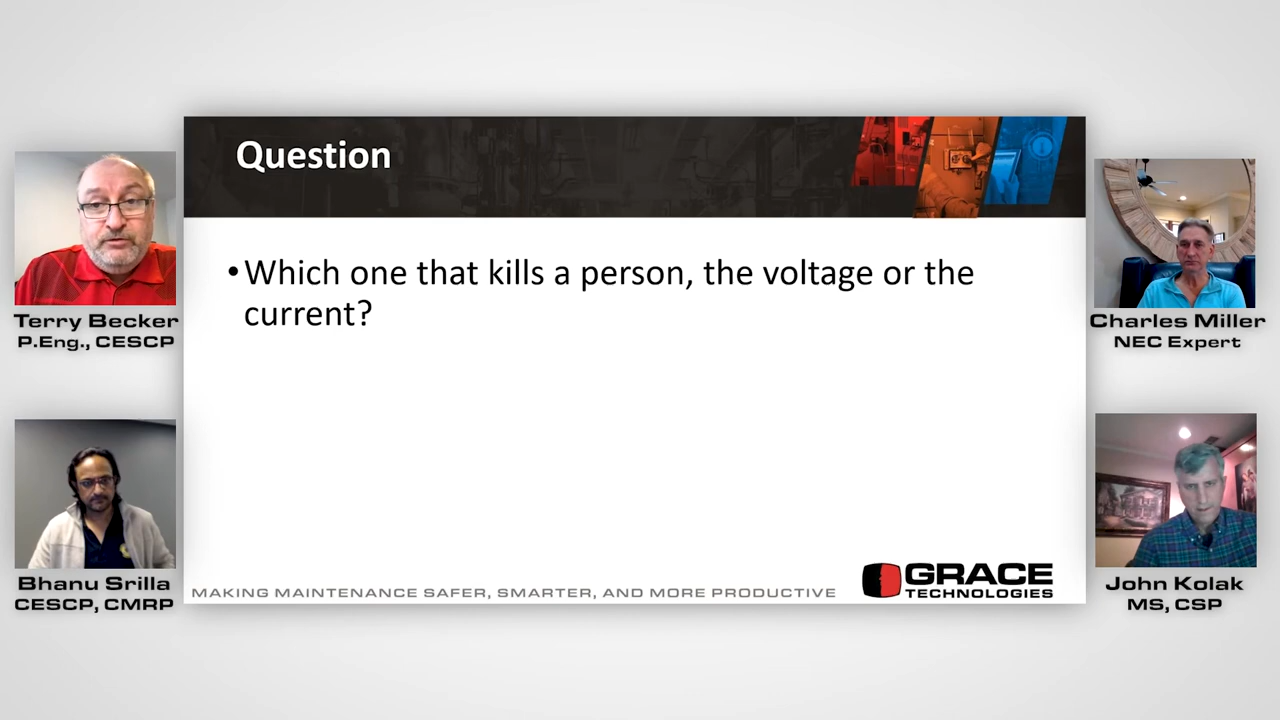 Question
•Which one that kills a person, the voltage or the
current?
MAKING MAINTENANCE SAFER, SMARTER, AND MORE PRODUCTIVE
GRACE
TECHNOLOGIES
Terry Becker
P.Eng., CESCP
Bhanu Srilla
CESCP, CMRP
Charles Miller
NEC Expert
John Kolak
MS, CSP